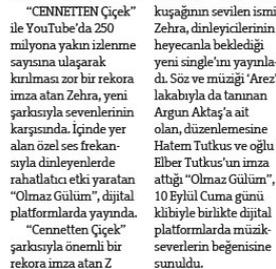 "CENNETTEN Çiçek"
ile YouTube'da 250
milyona yakın izlenme
sayısına ulaşarak
kırılması zor bir rekora
imza atan Zehra, yeni
şarkısıyla sevenlerinin
karşısında. İçinde yer
alan özel ses frekan-
sıyla dinleyenlerde
rahatlatıcı etki yaratan
"Olmaz Gülüm", dijital
platformlarda yayında.
"Cennetten Çiçek"
şarkısıyla önemli bir
rekora imza atan Z
kuşağının sevilen ismi
Zehra, dinleyicilerinin
heyecanla beklediği
yeni single'ını yayınla-
dı. Söz ve müziği 'Arez'
lakabıyla da tanınan
Argun Aktaş'a ait
olan, düzenlemesine
Hatem Tutkus ve oğlu
Elber Tutkus'un imza
attığı "Olmaz Gülüm",
10 Eylül Cuma günü
klibiyle birlikte dijital
platformlarda müzik-
severlerin beğenisine
sunuldu.